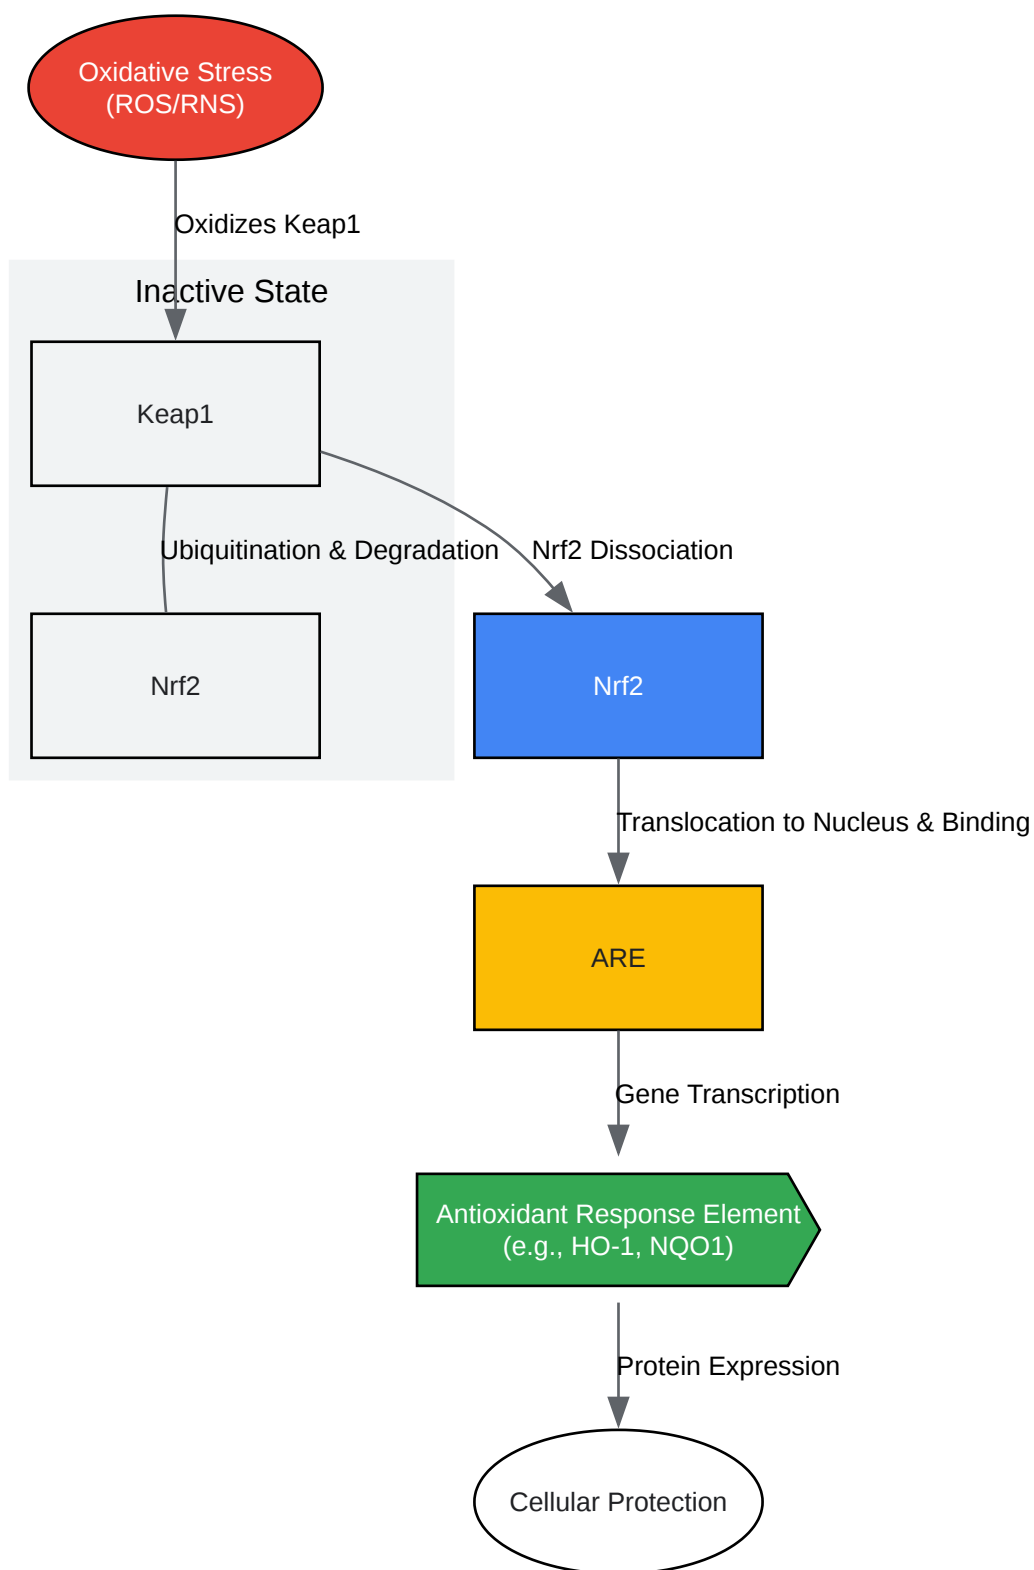 Oxidative Stress
(ROS/RNS)
Oxidizes Keap1
Inactive State
Keap1
Ubiquitination & Degradation
Nrf2 Dissociation
Nrf2
Nrf2
Translocation to Nucleus & Binding
ARE
Gene Transcription
Antioxidant Response Element
(e.g., HO-1, NQO1)
Protein Expression
Cellular Protection